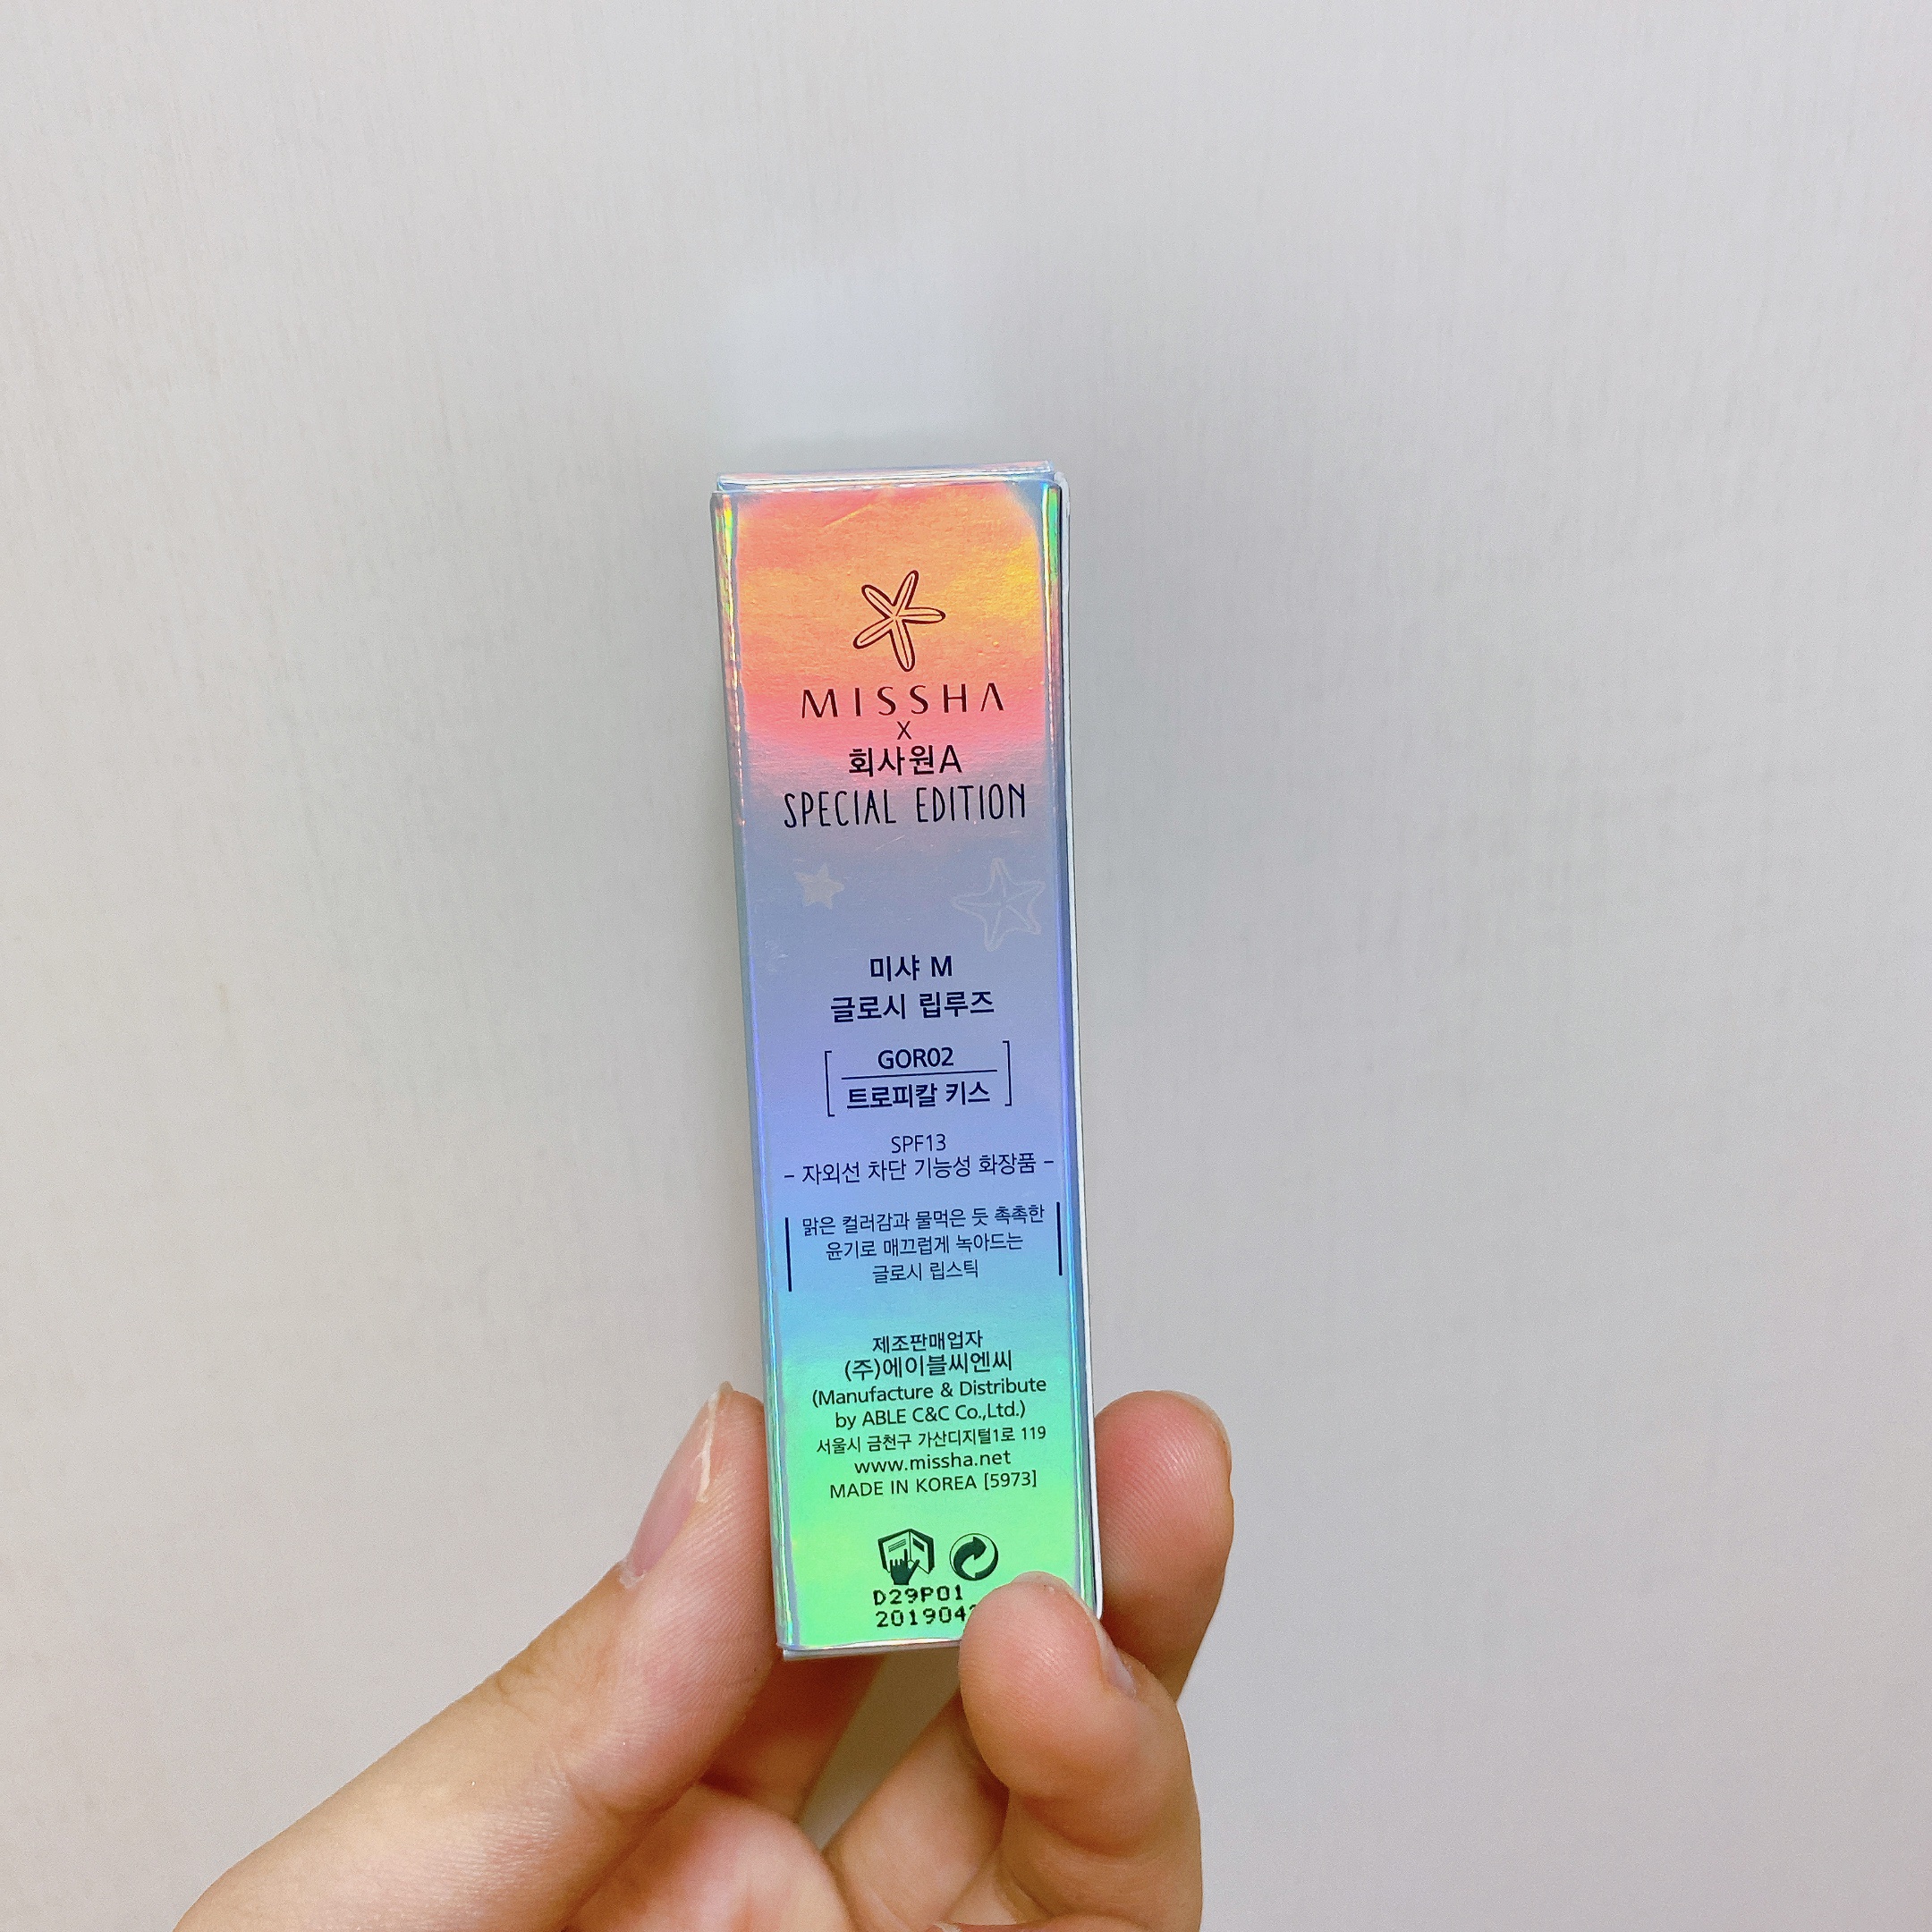 MISSHA
X
회사원A
SPECIAL EDITION
미샤 M
글로시 립루즈
GOR02
트로피칼 키스
SPF13
- 자외선 차단 기능성 화장품 -
맑은 컬러감과 물먹은 듯 촉촉한
윤기로 매끄럽게 녹아드는
글로시 립스틱
제조판매업자
(주)에이블씨엔씨
(Manufacture & Distribute
by ABLE C&C Co.,Ltd.)
서울시 금천구 가산디지털1로 119
www.missha.net
MADE IN KOREA [5973]
D29P01